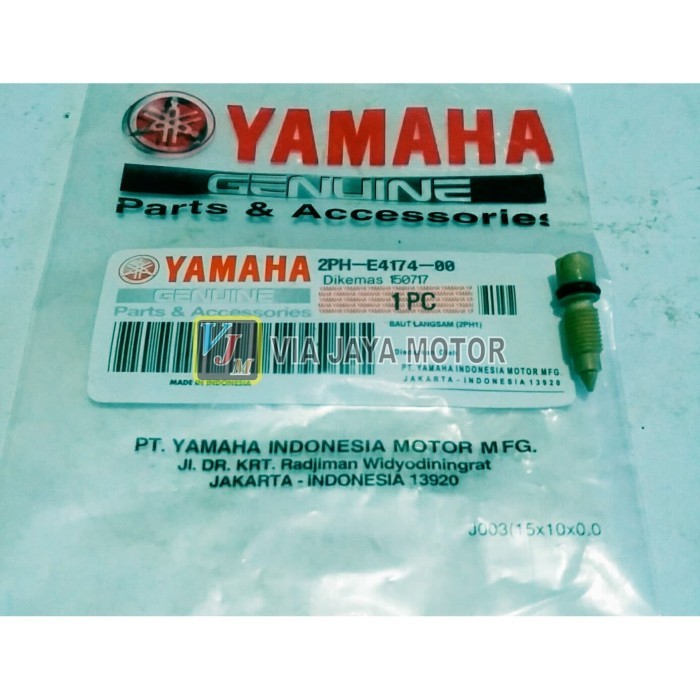 YAMAHA
GENUINE
Parts & Accessories
YAMAHA
GENUINE
Parts & Accessories
2PH-E4174-00
Dikemas 150717
1 PC
BAUT LANGSAM (2PH1)
VJM VIA JAYA MOTOR
PT. YAMAHA INDONESIA MOTOR MFG.
JAKARTA - INDONESIA 13920
MADE IN INDONESIA
PT. YAMAHA INDONESIA MOTOR MFG.
Jl. DR. KRT. Radjiman Widyodiningrat
JAKARTA - INDONESIA 13920
J003(15x10x0,0